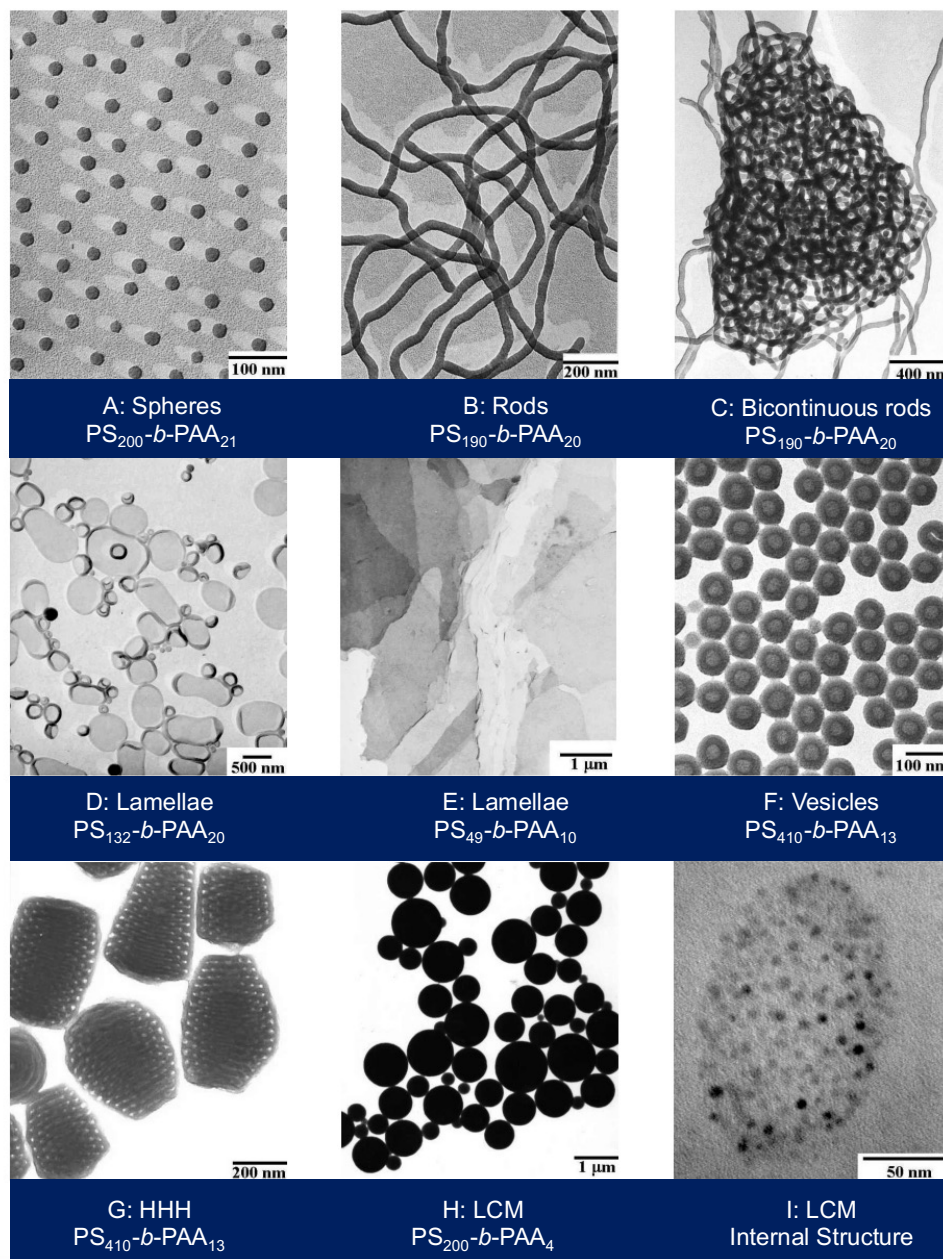 100 nm
200 nm
400 nm
A: Spheres
PS₂₀₀-b-PAA₂₁
B: Rods
PS₁₉₀-b-PAA₂₀
C: Bicontinuous rods
PS₁₉₀-b-PAA₂₀
500 nm
1 μm
100 nm
D: Lamellae
PS₁₃₂-b-PAA₂₀
E: Lamellae
PS₄₉-b-PAA₁₀
F: Vesicles
PS₄₁₀-b-PAA₁₃
200 nm
1 μm
50 nm
G: HHH
PS₄₁₀-b-PAA₁₃
H: LCM
PS₂₀₀-b-PAA₄
I: LCM
Internal Structure